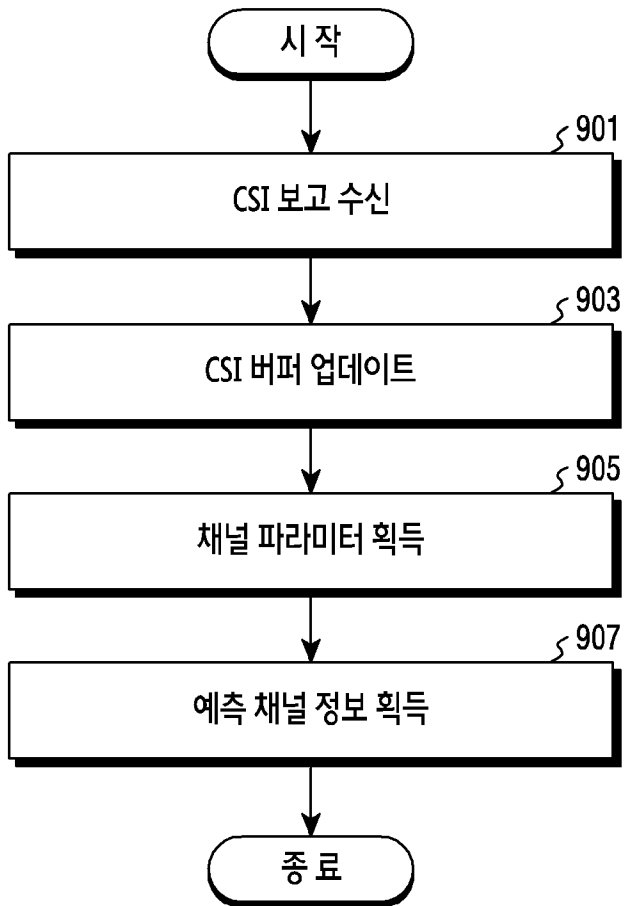 시 작
901
CSI 보고 수신
903
CSI 버퍼 업데이트
905
채널 파라미터 획득
907
예측 채널 정보 획득
종 료